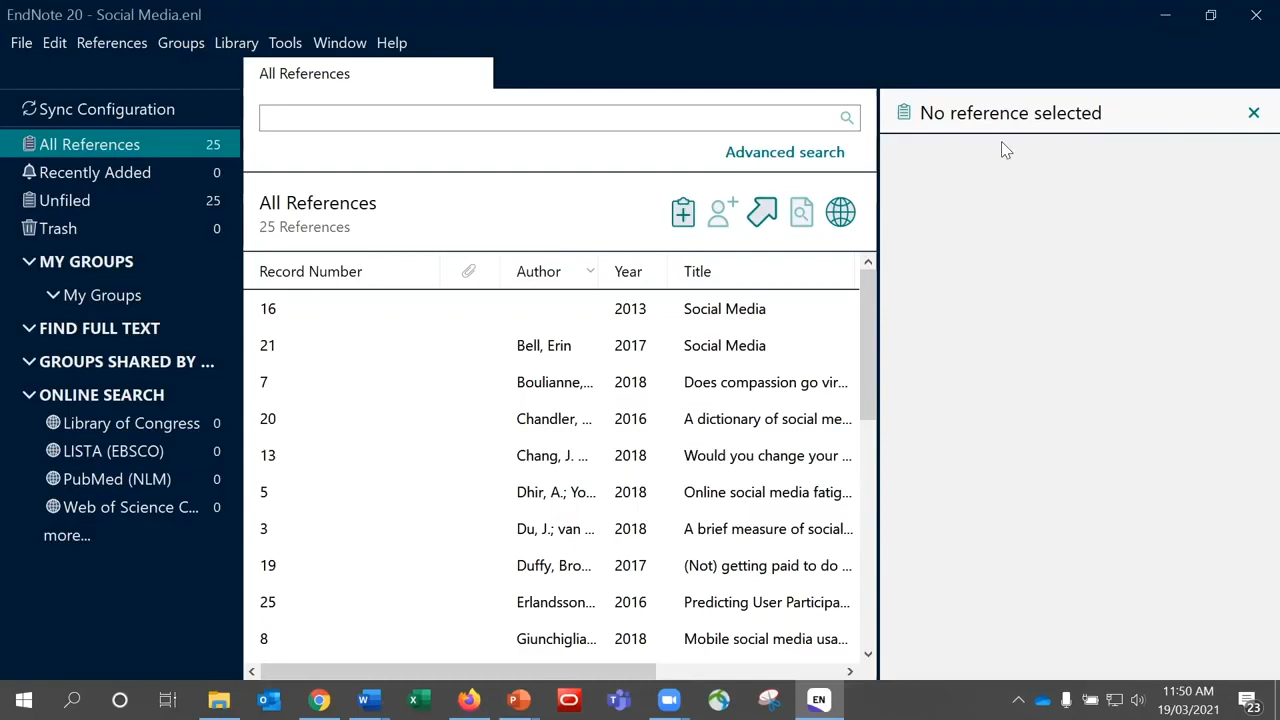 EndNote 20 - Social Media.enl
File Edit References Groups Library Tools Window Help
All References
Sync Configuration
All References 25
Recently Added 0
Unfiled 25
Trash 0
MY GROUPS
My Groups
FIND FULL TEXT
GROUPS SHARED BY ...
ONLINE SEARCH
Library of Congress 0
LISTA (EBSCO) 0
PubMed (NLM) 0
Web of Science C... 0
more...
Advanced search
All References
25 References
Record Number Author Year Title
16 2013 Social Media
21 Bell, Erin 2017 Social Media
7 Boulianne,... 2018 Does compassion go vir...
20 Chandler, ... 2016 A dictionary of social me...
13 Chang, J. ... 2018 Would you change your ...
5 Dhir, A.; Yo... 2018 Online social media fatig...
3 Du, J.; van ... 2018 A brief measure of social...
19 Duffy, Bro... 2017 (Not) getting paid to do ...
25 Erlandsson... 2016 Predicting User Participa...
8 Giunchiglia... 2018 Mobile social media usa...
No reference selected
EN
11:50 AM
19/03/2021
23